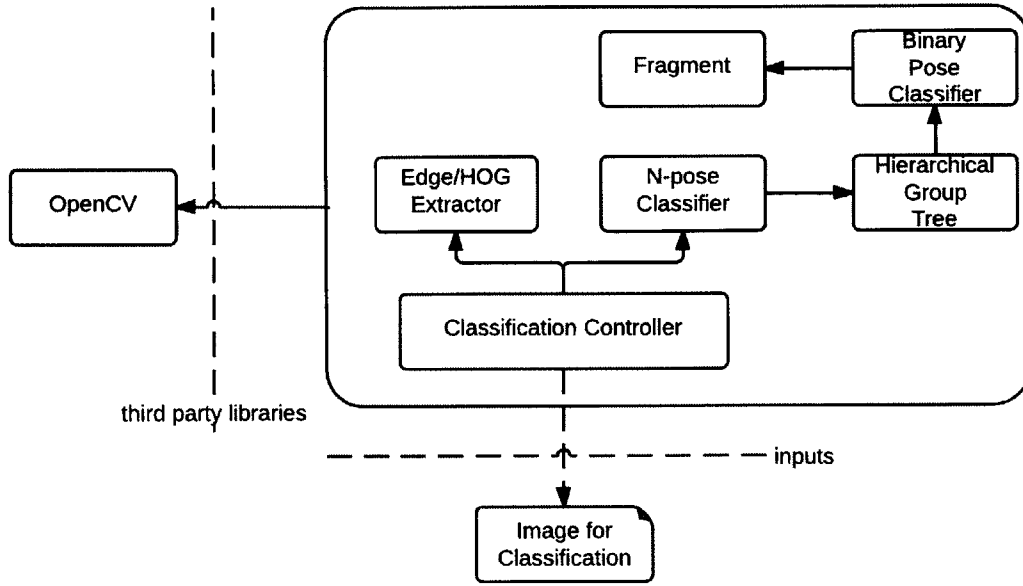 Fragment
Binary
Pose
Classifier
OpenCV
Edge/HOG
Extractor
N-pose
Classifier
Hierarchical
Group
Tree
Classification Controller
third party libraries
inputs
Image for
Classification